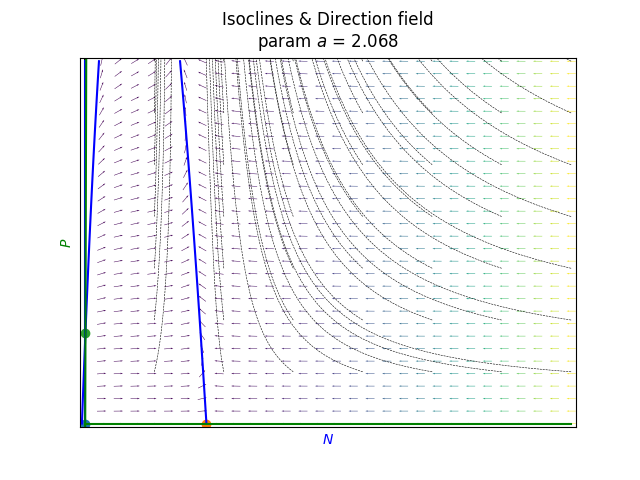 Isoclines & Direction field
param a = 2.068
P
N